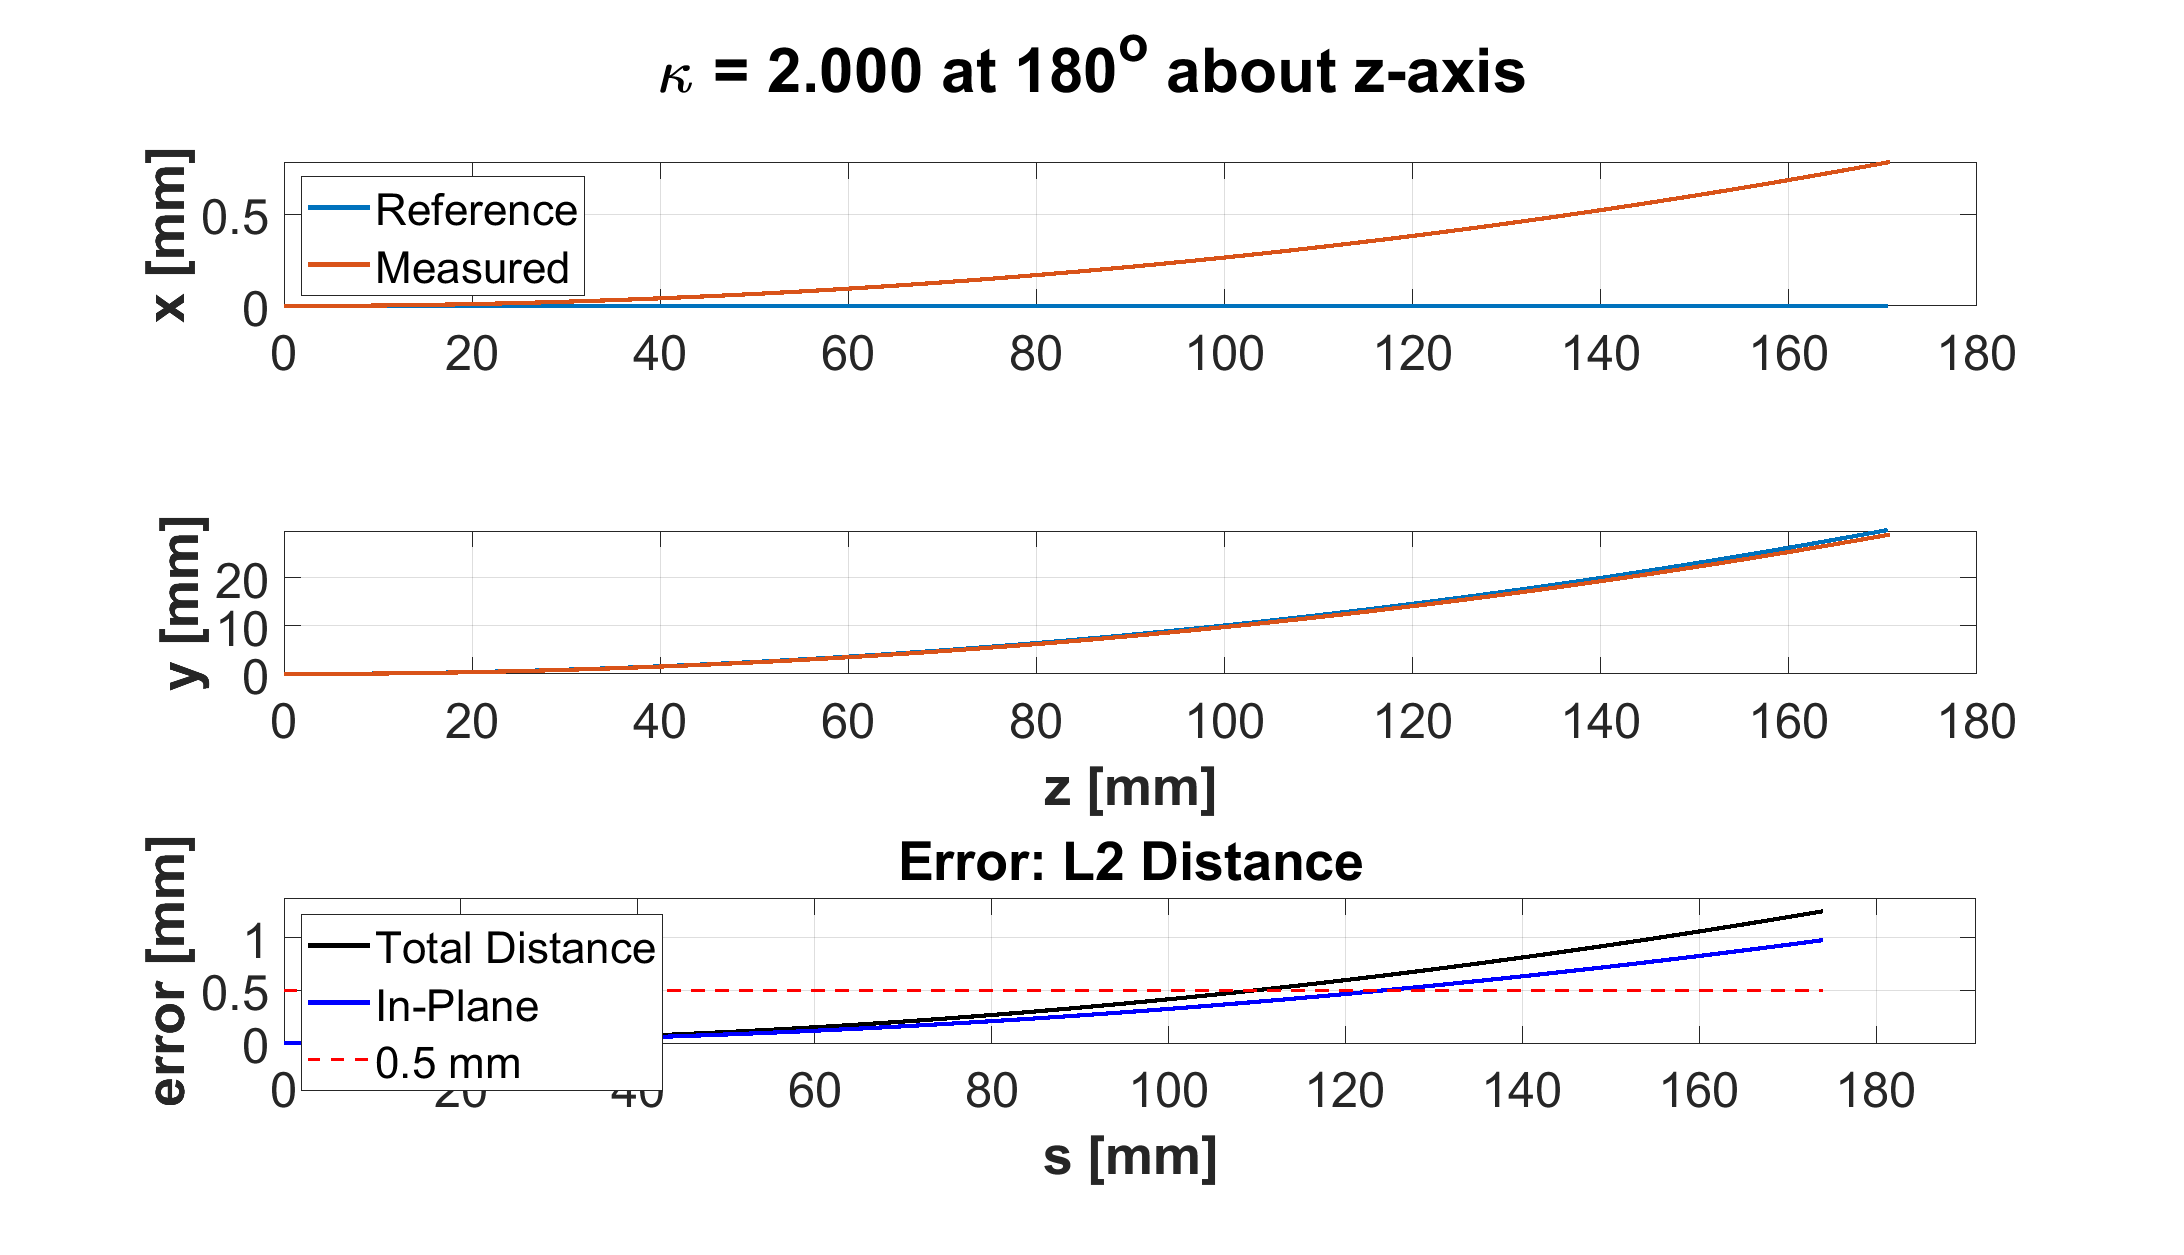 κ = 2.000 at 180° about z-axis
x [mm]
0.5
0
Reference
Measured
0 20 40 60 80 100 120 140 160 180
y [mm]
20
10
0
0 20 40 60 80 100 120 140 160 180
z [mm]
Error: L2 Distance
error [mm]
1
0.5
0
Total Distance
In-Plane
0.5 mm
0 20 40 60 80 100 120 140 160 180
s [mm]